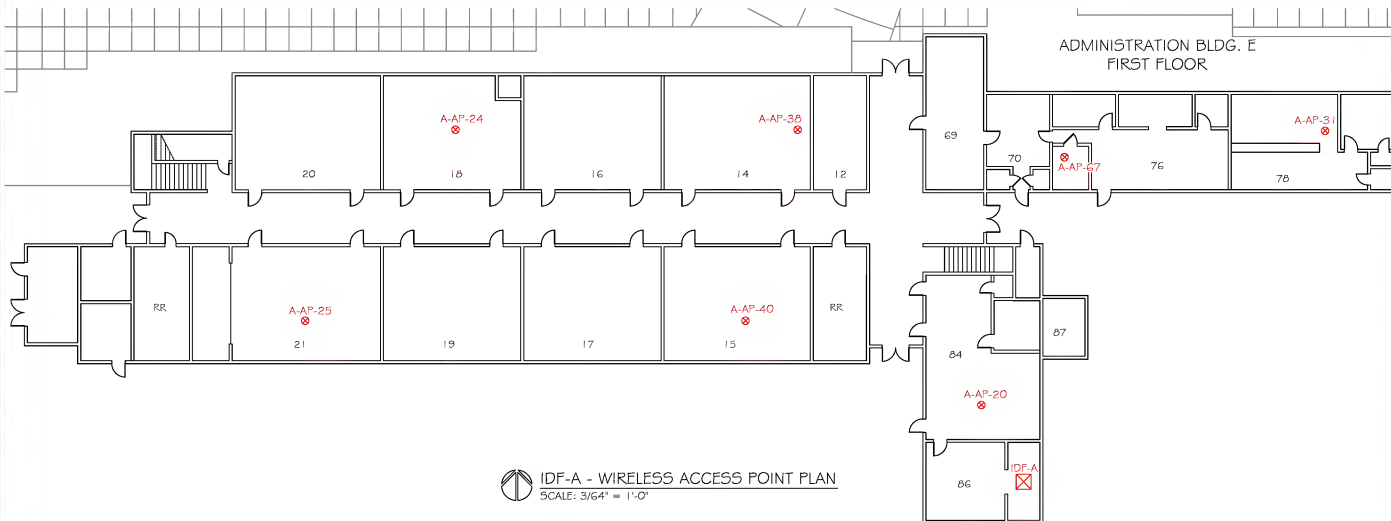 ADMINISTRATION BLDG. E
FIRST FLOOR
A-AP-24
A-AP-38
A-AP-31
69
70
A-AP-67
76
78
20
18
16
14
12
RR
A-AP-25
21
19
17
A-AP-40
15
RR
87
84
A-AP-20
IDF-A
86
IDF-A - WIRELESS ACCESS POINT PLAN
SCALE: 3/64" = 1'-0"